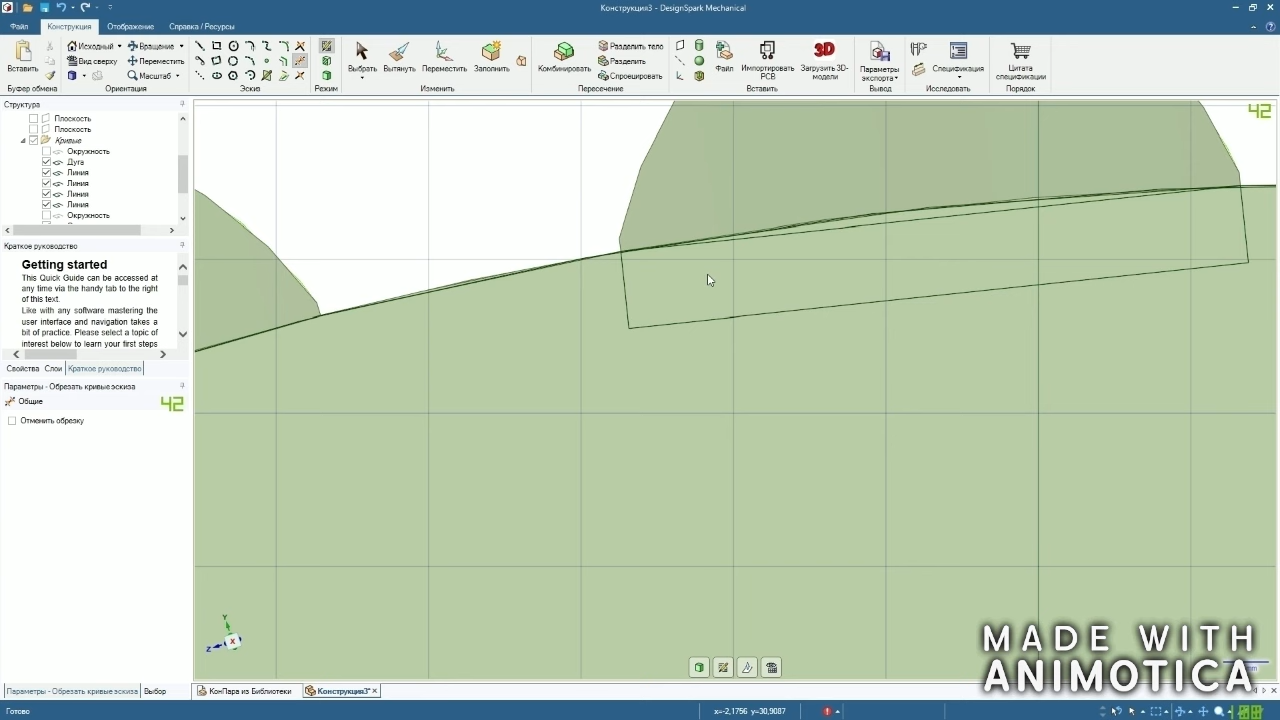 Конструкция3 - DesignSpark Mechanical
Файл Конструкция Отображение Справка / Ресурсы
Вставить
Исходный
Вид сверху
Вращение
Переместить
Масштаб
Выбрать
Вытянуть
Переместить
Заполнить
Комбинировать
Разделить тело
Разделить
Спроецировать
Файл
Импортировать PCB
Загрузить 3D-модели
3D
Параметры экспорта
Спецификация
Цитата спецификации
Буфер обмена Ориентация Эскиз Режим Изменить Пересечение Вставить Вывод Исследовать Порядок
Структура
Плоскость
Плоскость
Кривые
Окружность
Дуга
Линия
Линия
Линия
Линия
Окружность
Краткое руководство
Getting started
This Quick Guide can be accessed at
any time via the handy tab to the right
of this text.
Like with any software mastering the
user interface and navigation takes a
bit of practice. Please select a topic of
interest below to learn your first steps
Свойства Слои Краткое руководство
Параметры - Обрезать кривые эскиза
Общие
42
Отменить обрезку
42
Y
Z
X
MADE WITH
ANIMOTICA
Параметры - Обрезать кривые эскиза Выбор КонПара из Библиотеки Конструкция3*
Готово x=-2,1756 y=30,9087